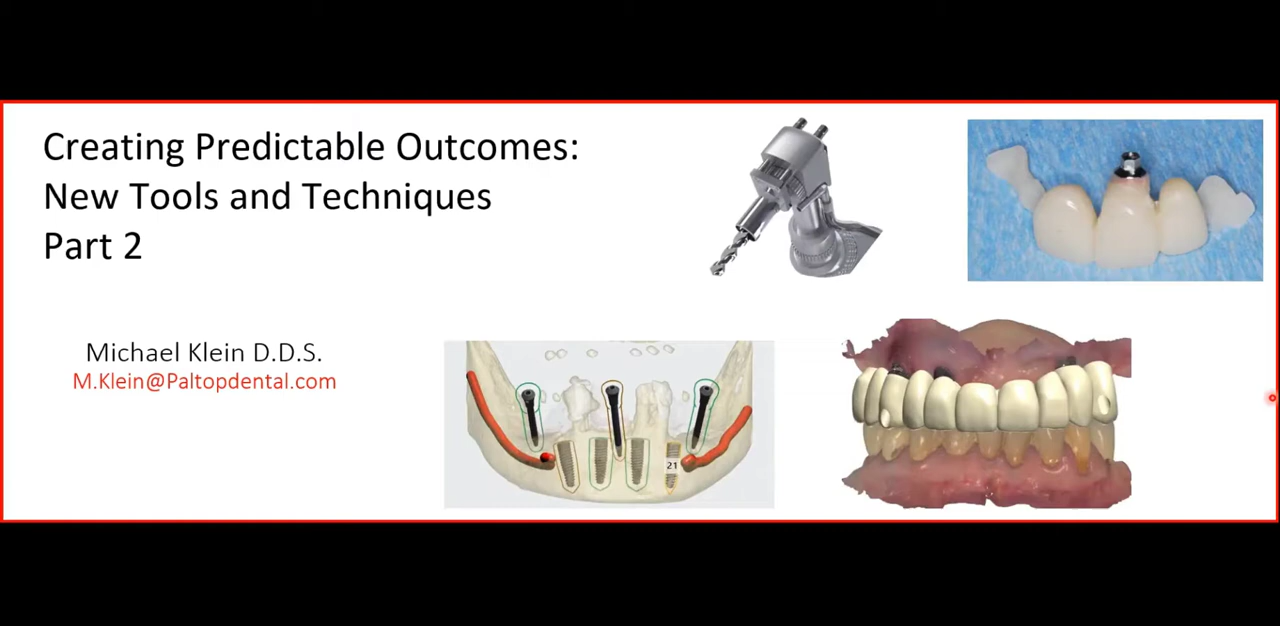 Creating Predictable Outcomes:
New Tools and Techniques
Part 2
Michael Klein D.D.S.
M.Klein@Paltopdental.com
21